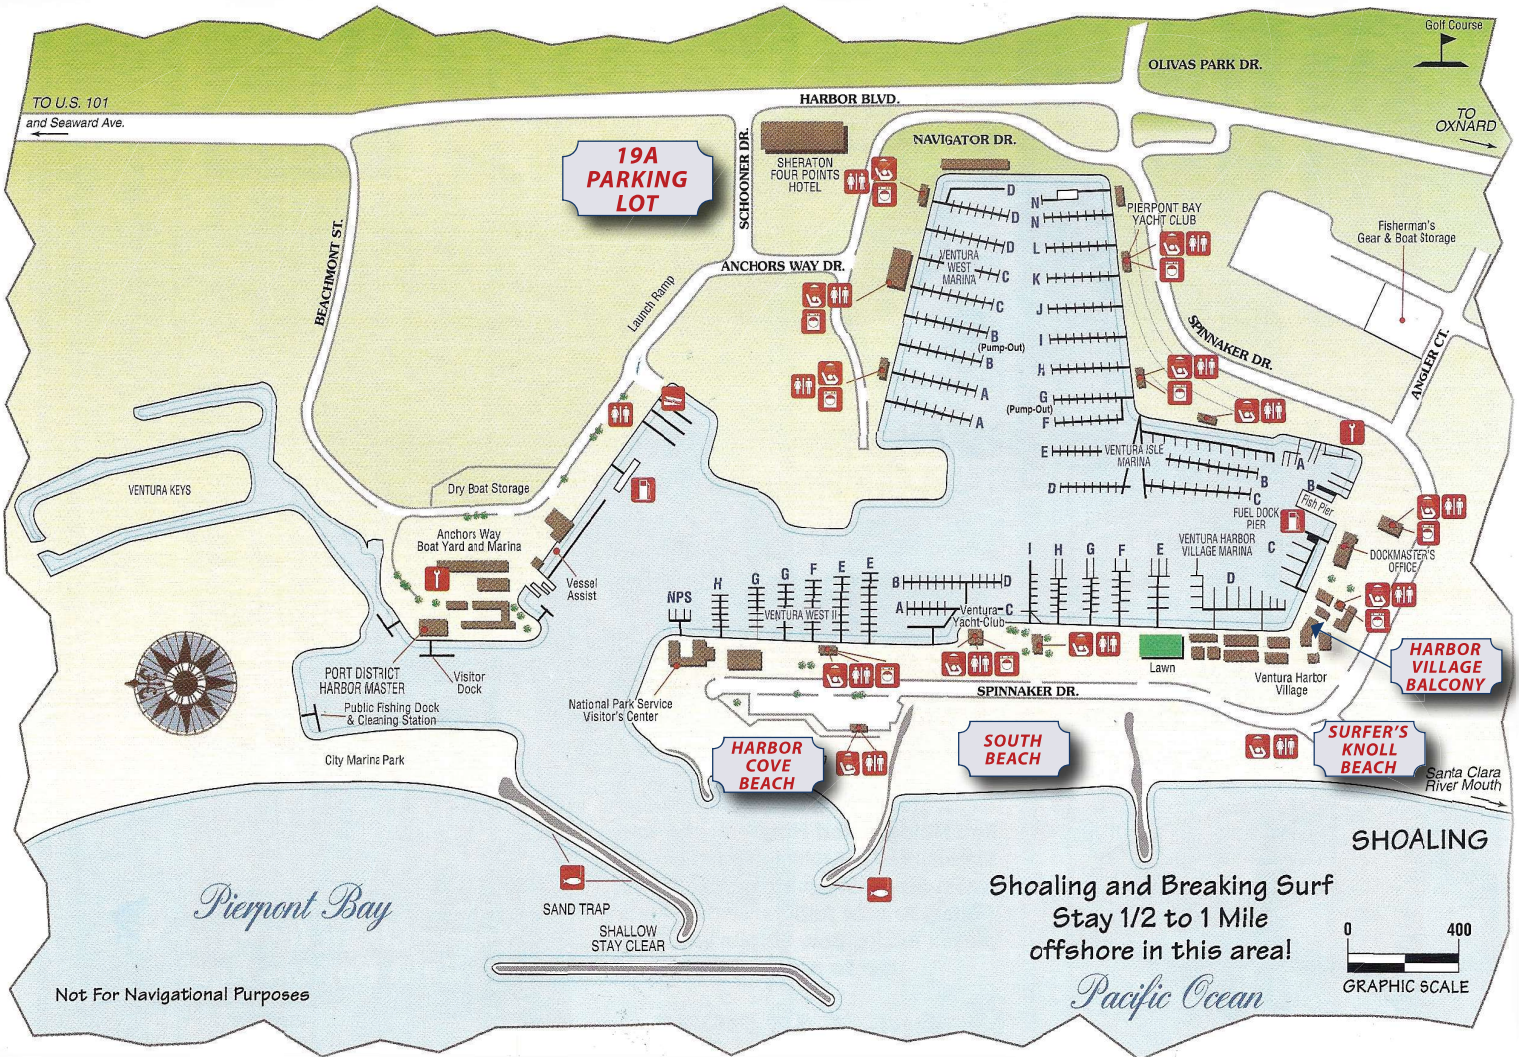 Golf Course
OLIVAS PARK DR.
TO U.S. 101
and Seaward Ave.
HARBOR BLVD.
TO
OXNARD
19A
PARKING
LOT
SCHOONER DR.
SHERATON
FOUR POINTS
HOTEL
NAVIGATOR DR.
BEACHMONT ST.
ANCHORS WAY DR.
Launch Ramp
PIERPONT BAY
YACHT CLUB
Fisherman's
Gear & Boat Storage
SPINNAKER DR.
ANGLER CT.
VENTURA
WEST
MARINA
D
D
D
C
C
B
(Pump-Out)
B
A
A
N
N
L
K
J
I
H
G
(Pump-Out)
F
E
D
VENTURA ISLE
MARINA
A
B
B
C
Fish Pier
FUEL DOCK
PIER
VENTURA KEYS
Dry Boat Storage
Anchors Way
Boat Yard and Marina
Vessel
Assist
VENTURA HARBOR
VILLAGE MARINA
C
D
DOCKMASTER'S
OFFICE
NPS
H
G
G
F
E
E
VENTURA WEST II
B
D
A
C
Ventura
Yacht Club
I
H
G
F
E
Lawn
Ventura Harbor
Village
HARBOR
VILLAGE
BALCONY
PORT DISTRICT
HARBOR MASTER
Visitor
Dock
Public Fishing Dock
& Cleaning Station
National Park Service
Visitor's Center
SPINNAKER DR.
City Marina Park
HARBOR
COVE
BEACH
SOUTH
BEACH
SURFER'S
KNOLL
BEACH
Santa Clara
River Mouth
SHOALING
Shoaling and Breaking Surf
Stay 1/2 to 1 Mile
offshore in this area!
Pierpont Bay
SAND TRAP
SHALLOW
STAY CLEAR
0
400
GRAPHIC SCALE
Pacific Ocean
Not For Navigational Purposes